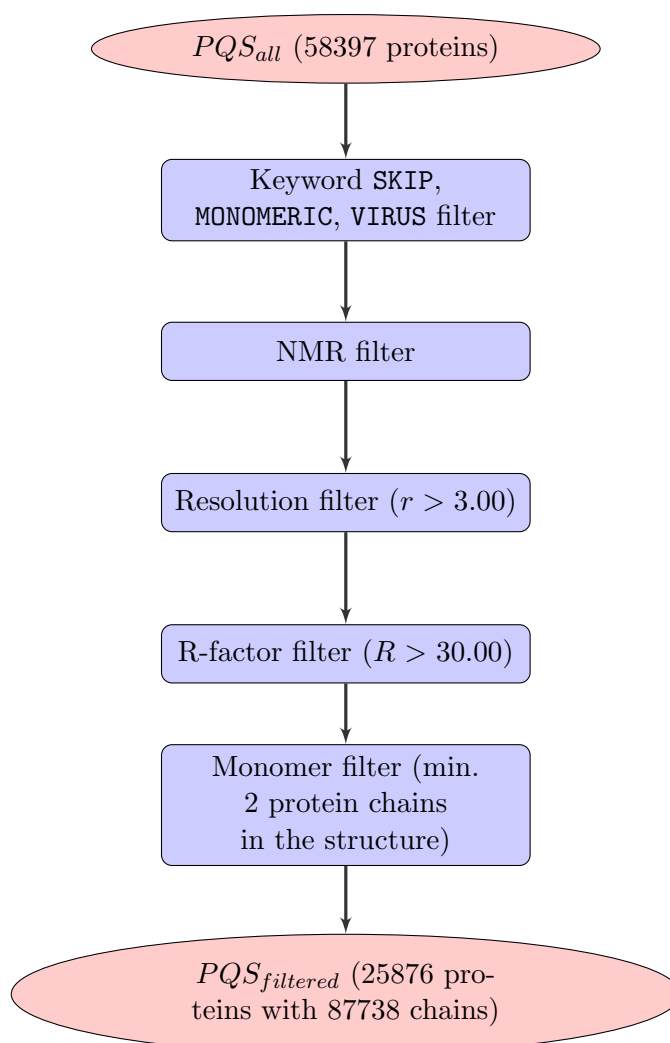 PQS_all (58397 proteins)
Keyword SKIP,
MONOMERIC, VIRUS filter
NMR filter
Resolution filter (r > 3.00)
R-factor filter (R > 30.00)
Monomer filter (min.
2 protein chains
in the structure)
PQS_filtered (25876 pro-
teins with 87738 chains)